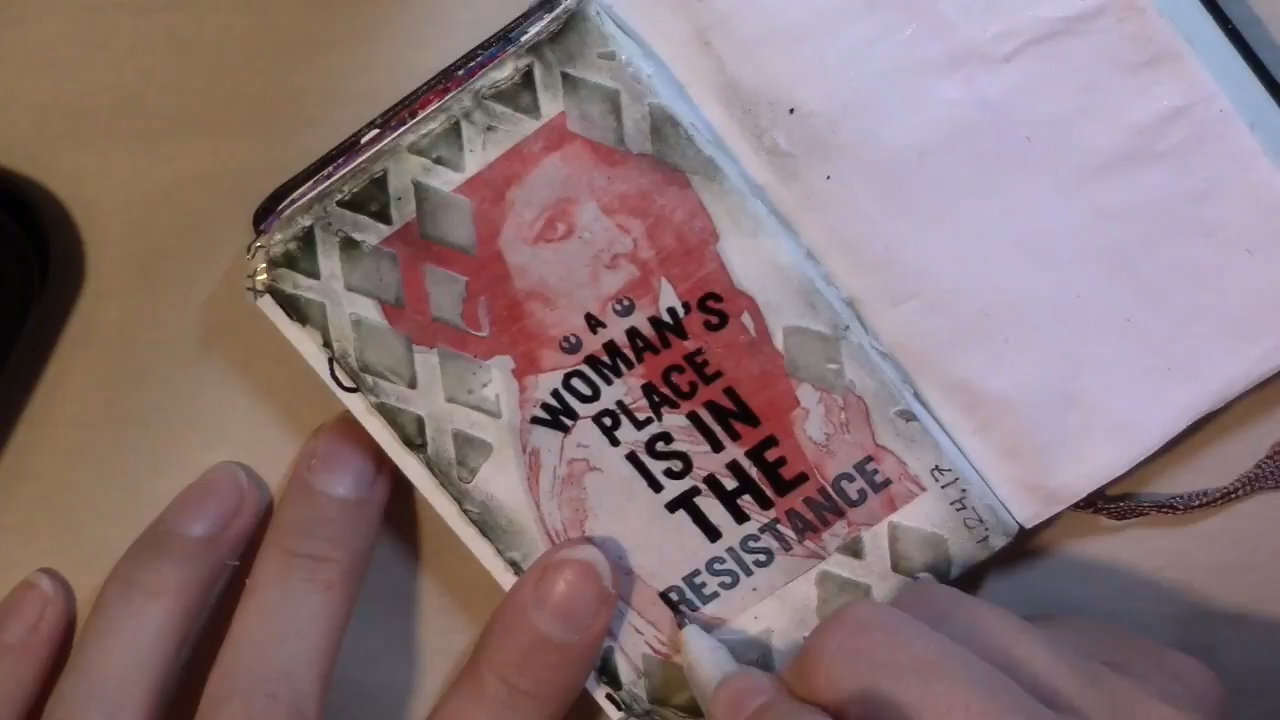 A
WOMAN'S
PLACE
IS IN
THE
RESISTANCE
1.24.17